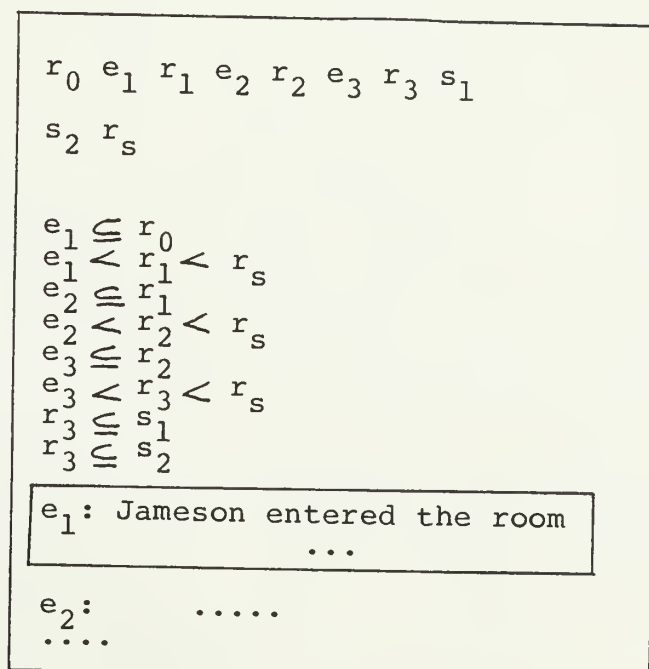 r₀ e₁ r₁ e₂ r₂ e₃ r₃ s₁
s₂ rₛ
e₁ ⊆ r₀
e₁ < r₁ < rₛ
e₂ ⊆ r₁
e₂ < r₂ < rₛ
e₃ ⊆ r₂
e₃ < r₃ < rₛ
r₃ ⊆ s₁
r₃ ⊆ s₂
e₁: Jameson entered the room
...
e₂: .....
....